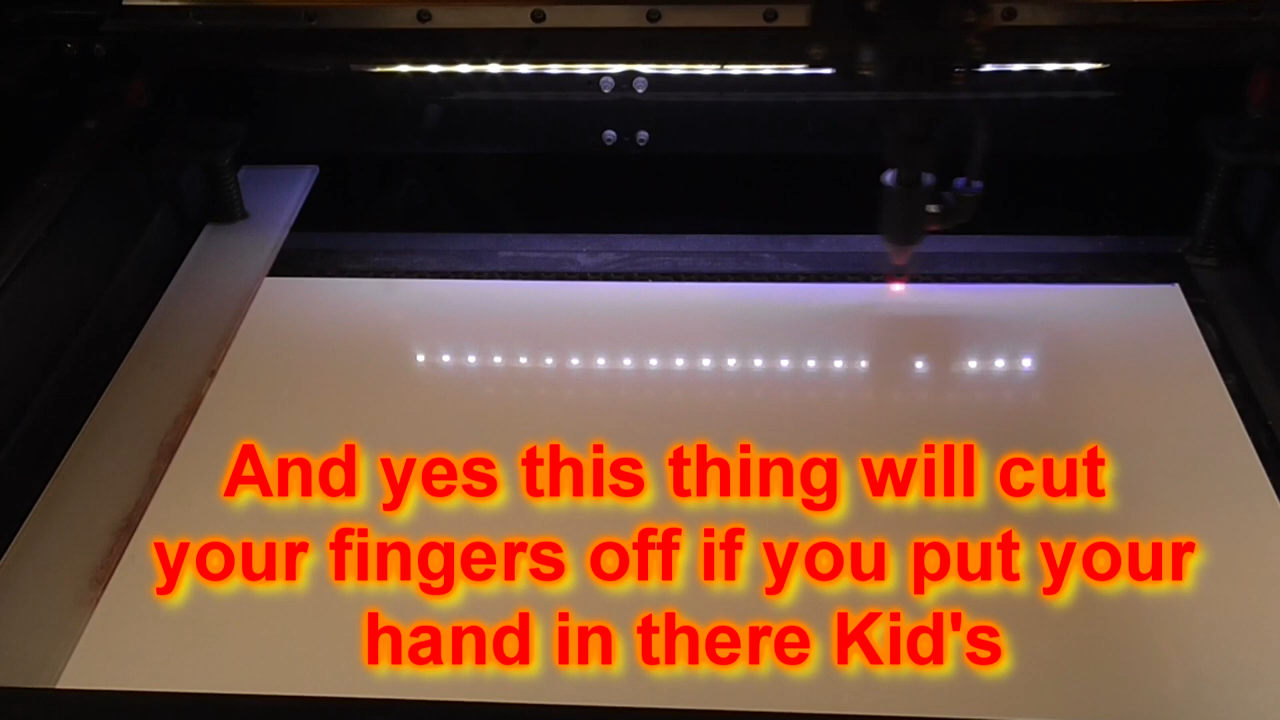 And yes this thing will cut
your fingers off if you put your
hand in there Kid's